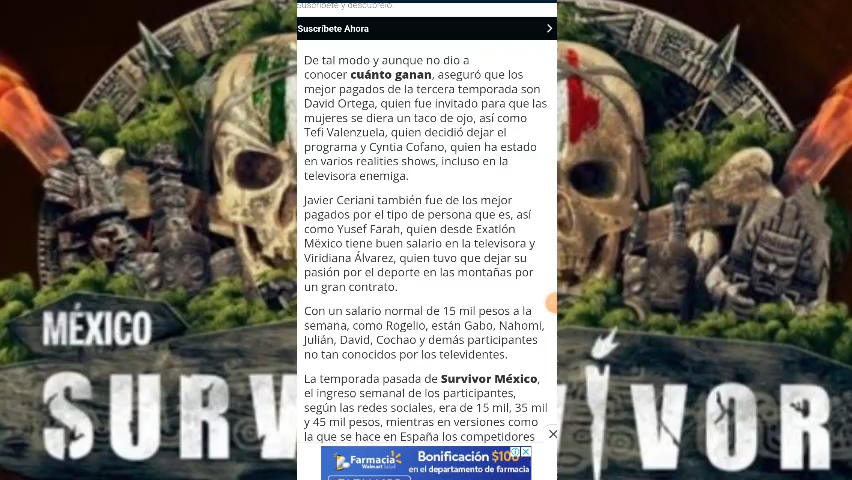 Suscríbete y descúbrelo.
Suscríbete Ahora
De tal modo y aunque no dio a
conocer cuánto ganan, aseguró que los
mejor pagados de la tercera temporada son
David Ortega, quien fue invitado para que las
mujeres se diera un taco de ojo, así como
Tefi Valenzuela, quien decidió dejar el
programa y Cyntia Cofano, quien ha estado
en varios realities shows, incluso en la
televisora enemiga.
Javier Ceriani también fue de los mejor
pagados por el tipo de persona que es, así
como Yusef Farah, quien desde Exatlón
Mëxico tiene buen salario en la televisora y
Viridiana Álvarez, quien tuvo que dejar su
pasión por el deporte en las montañas por
un gran contrato.
Con un salario normal de 15 mil pesos a la
semana, como Rogelio, están Gabo, Nahomi,
Julián, David, Cochao y demás participantes
no tan conocidos por los televidentes.
La temporada pasada de Survivor México,
el ingreso semanal de los participantes,
según las redes sociales, era de 15 mil, 35 mil
y 45 mil pesos, mientras en versiones como
la que se hace en España los competidores
MÉXICO
SURV
IVOR
Farmacia
Walmart Salud
Bonificación $100
en el departamento de farmacia